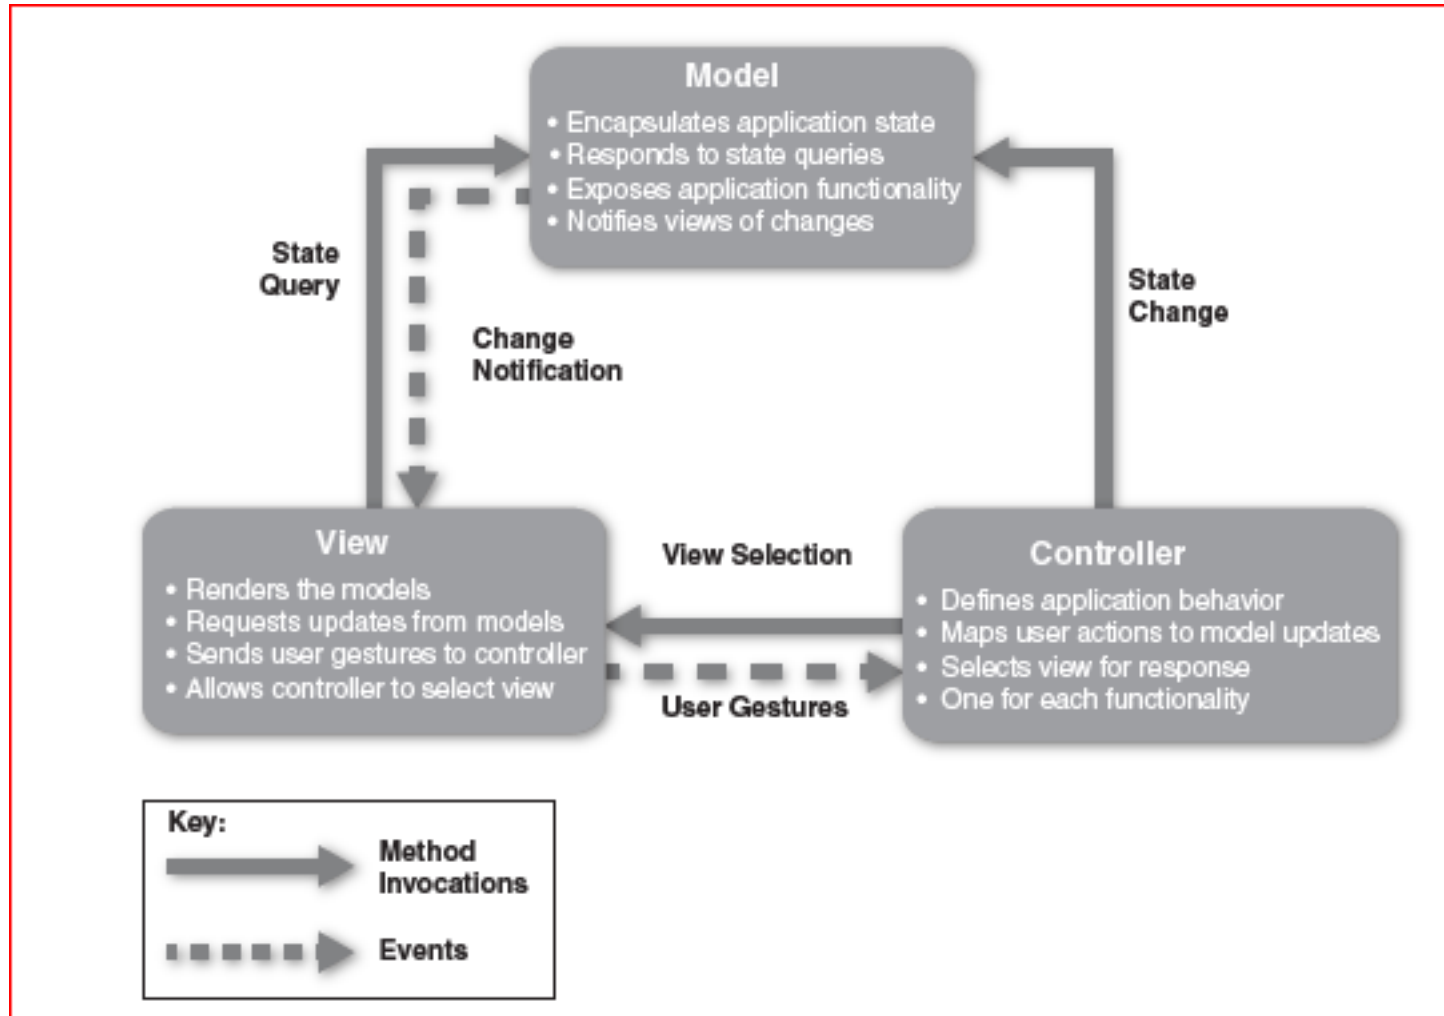 Model
• Encapsulates application state
• Responds to state queries
• Exposes application functionality
• Notifies views of changes
State
Query
Change
Notification
State
Change
View
• Renders the models
• Requests updates from models
• Sends user gestures to controller
• Allows controller to select view
View Selection
User Gestures
Controller
• Defines application behavior
• Maps user actions to model updates
• Selects view for response
• One for each functionality
Key:
Method
Invocations
Events